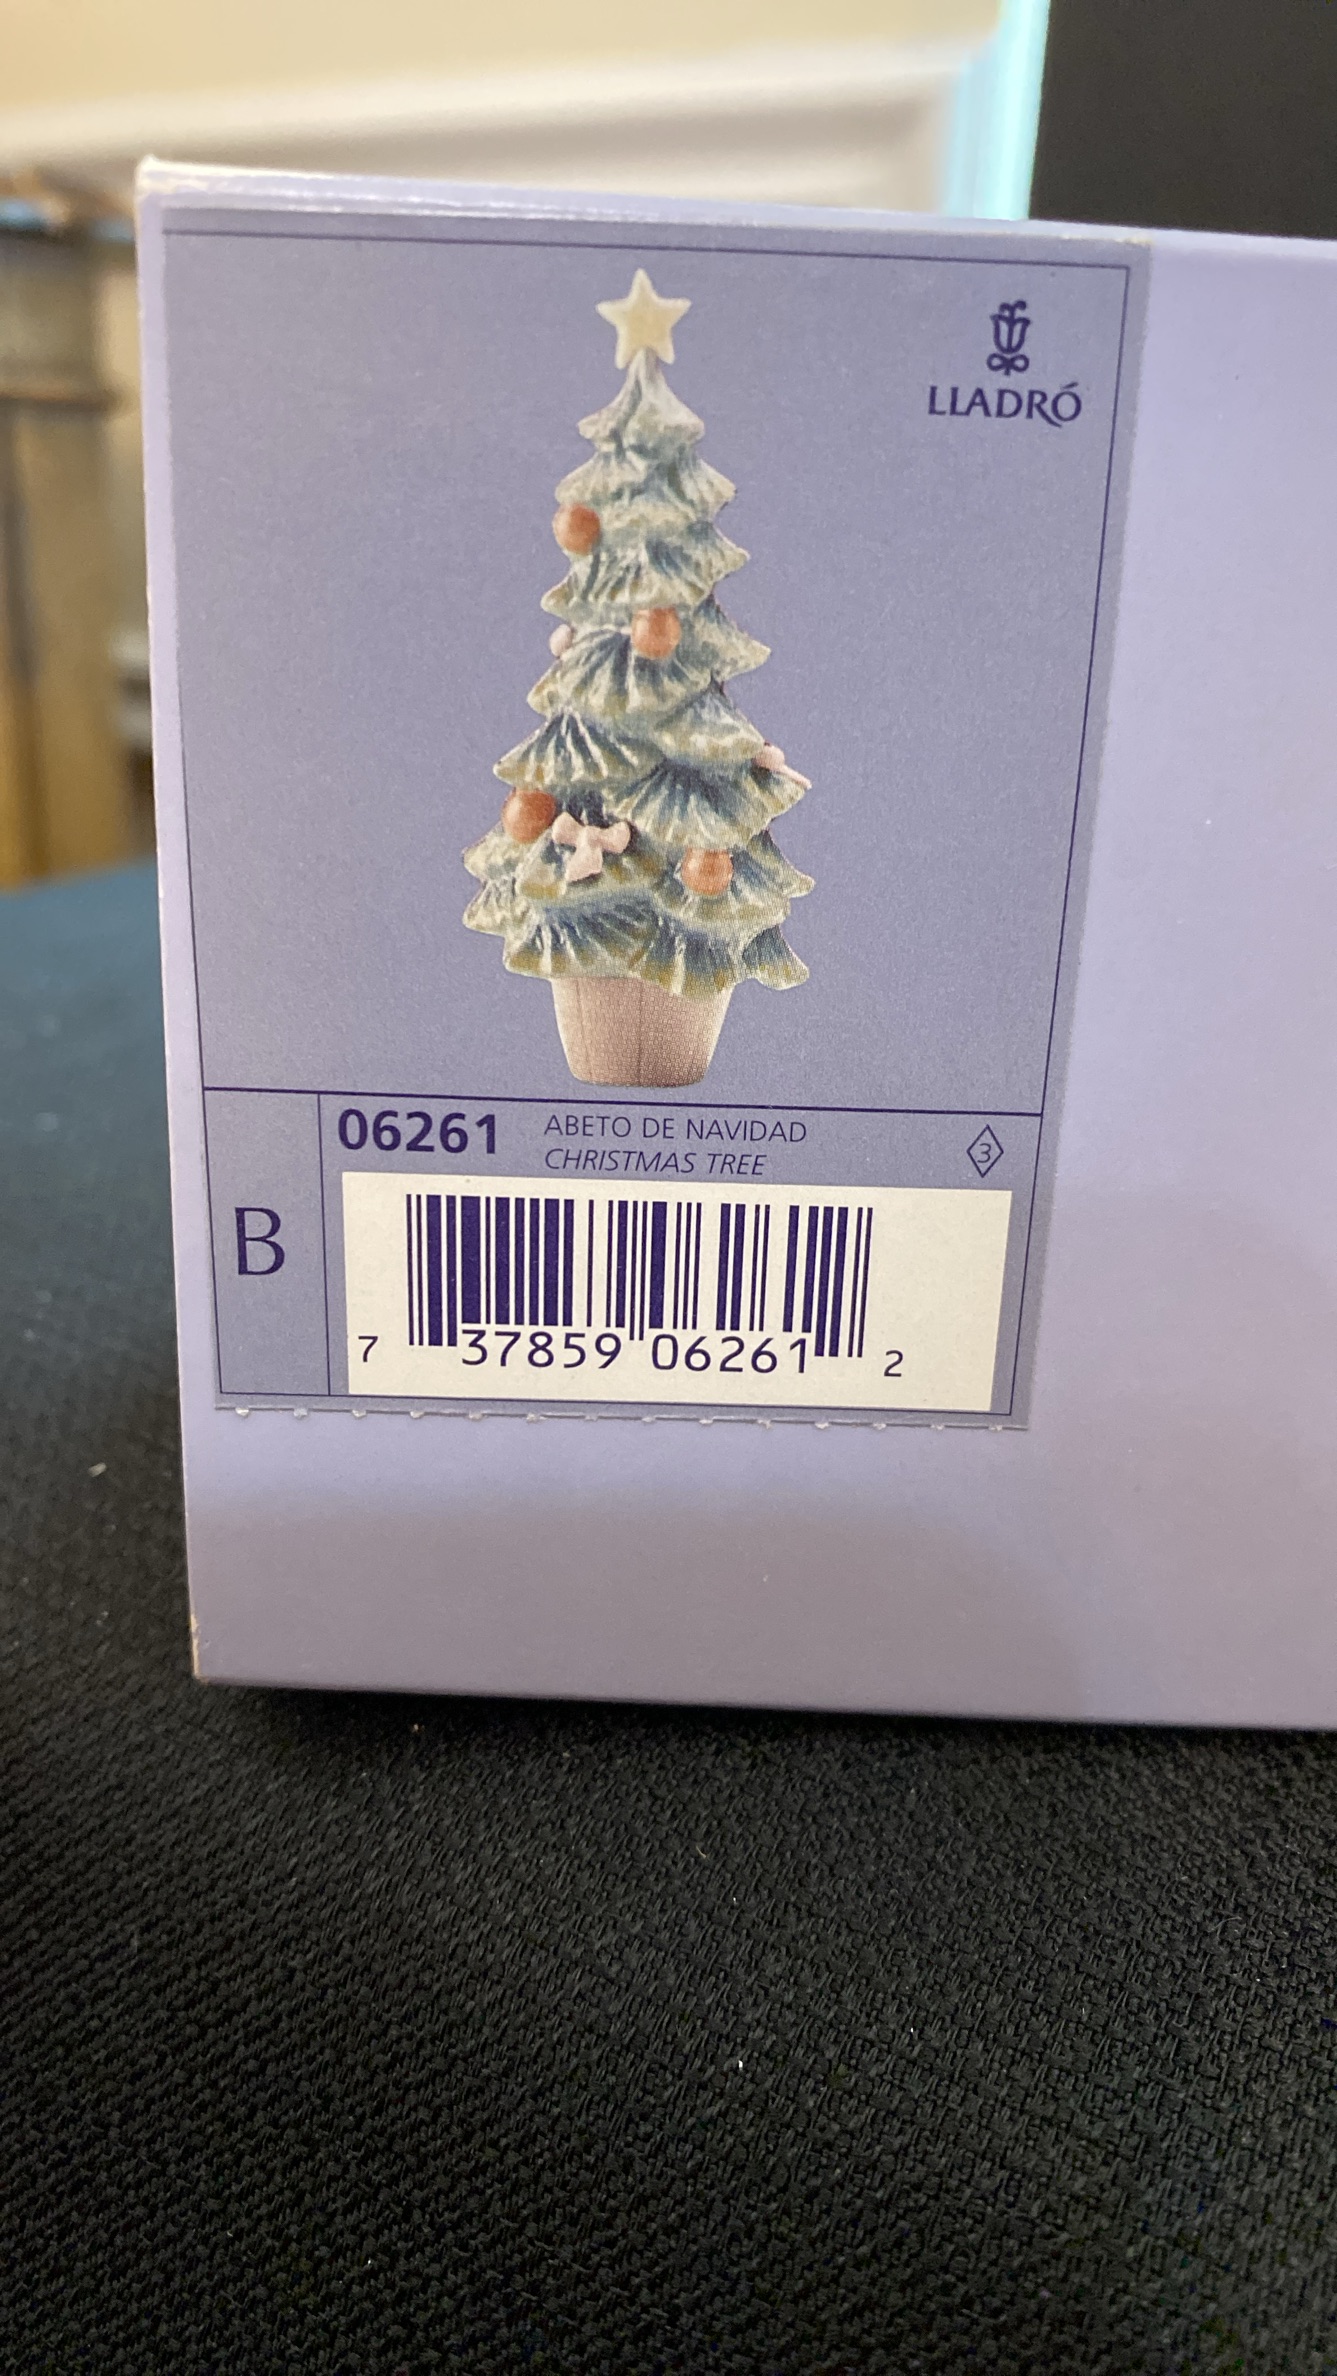 LLADRÓ
06261
ABETO DE NAVIDAD
CHRISTMAS TREE
3
B
7 37859 06261 2